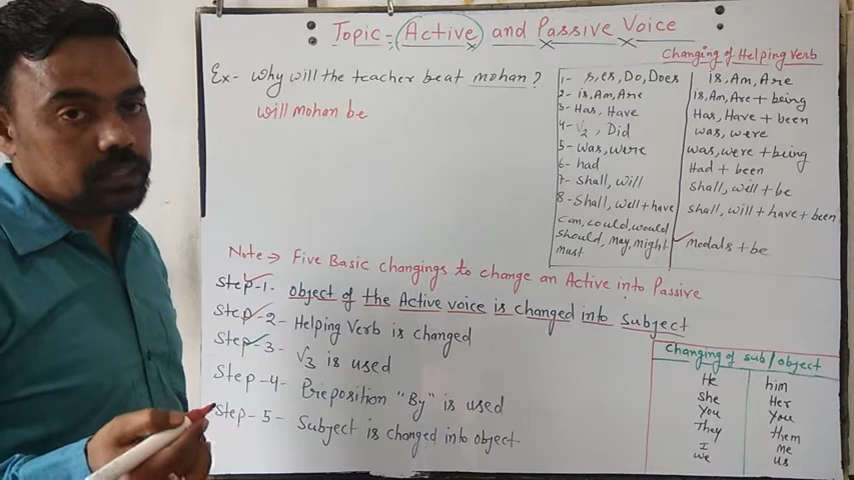 Topic:- Active and Passive Voice
Changing of Helping verb
Ex- Why will the teacher beat mohan ?
will mohan be
1- s, es, Do, Does is, Am, Are
2- is, Am, Are is, Am, Are + being
3- Has, Have Has, Have + been
4- V2, Did was, were
5- was, were was, were + being
6- had Had + been
7- shall, will shall, will + be
8- Shall, well + have shall, will + have + been
can, could, would
should, may, might Modals + be
must
Note → Five Basic changings to change an Active into Passive
Step-1- object of the Active voice is changed into Subject
Step-2- Helping Verb is changed
Step-3- V3 is used
Step-4- Preposition "By" is used
Step-5- Subject is changed into object
Changing of sub/object
He him
She Her
You You
They them
I me
we us